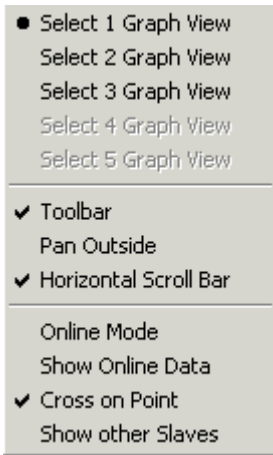 Select 1 Graph View
Select 2 Graph View
Select 3 Graph View
Select 4 Graph View
Select 5 Graph View
Toolbar
Pan Outside
Horizontal Scroll Bar
Online Mode
Show Online Data
Cross on Point
Show other Slaves